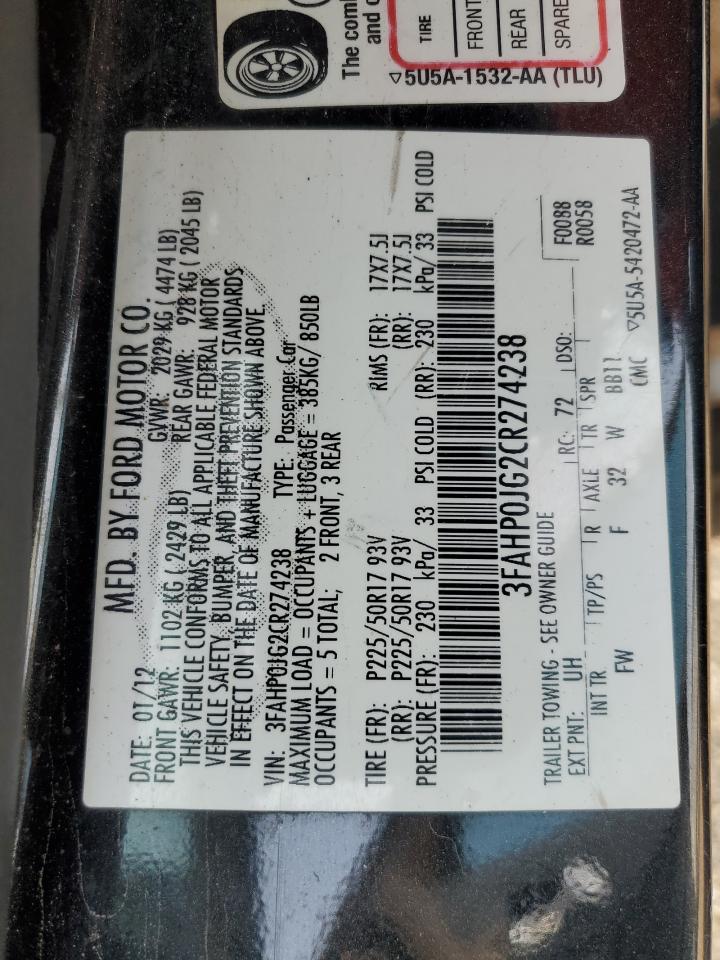 The comb
and c
TIRE
FRONT
REAR
SPARE
▽5U5A-1532-AA (TLU)
MFD. BY FORD MOTOR CO.
DATE: 01/12 GVWR: 2029 KG ( 4474 LB)
FRONT GAWR: 1102 KG ( 2429 LB) REAR GAWR: 928 KG ( 2045 LB)
THIS VEHICLE CONFORMS TO ALL APPLICABLE FEDERAL MOTOR
VEHICLE SAFETY, BUMPER, AND THEFT PREVENTION STANDARDS
IN EFFECT ON THE DATE OF MANUFACTURE SHOWN ABOVE.
VIN: 3FAHP0JG2CR274238 TYPE: Passenger Car
MAXIMUM LOAD = OCCUPANTS + LUGGAGE = 385KG/ 850LB
OCCUPANTS = 5 TOTAL; 2 FRONT, 3 REAR
TIRE (FR): P225/50R17 93V RIMS (FR): 17X7.5J
(RR): P225/50R17 93V (RR): 17X7.5J
PRESSURE (FR): 230 kPa/ 33 PSI COLD (RR): 230 kPa/ 33 PSI COLD
3FAHP0JG2CR274238
TRAILER TOWING - SEE OWNER GUIDE F0088
EXT PNT: UH RC: 72 DSO: R0058
INT TR TP/PS R AXLE TR SPR
FW F 32 W BB11
CMC ▽5U5A-5420472-AA